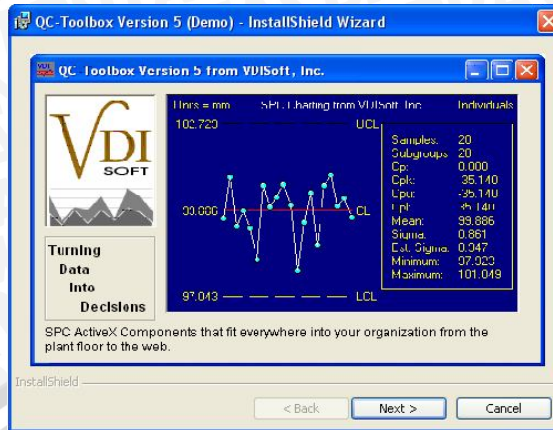 QC-Toolbox Version 5 (Demo) - InstallShield Wizard
QC-Toolbox Version 5 from VDISoft, Inc.
VDI
SOFT
Turning
Data
Into
Decisions
Units = mm
SPC Charting from VDISoft, Inc.
Individuals
UCL
99.886
CL
97.043
LCL
Samples: 20
Subgroups 20
Cp: 0.000
Cpk: -35.140
Cpu: -35.140
35.140
Mean: 99.886
Sigma: 0.861
Est. Sigma: 0.947
Minimum:
Maximum: 101.049
SPC ActiveX Components that fit everywhere into your organization from the
plant floor to the web.
InstallShield
< Back
Next >
Cancel